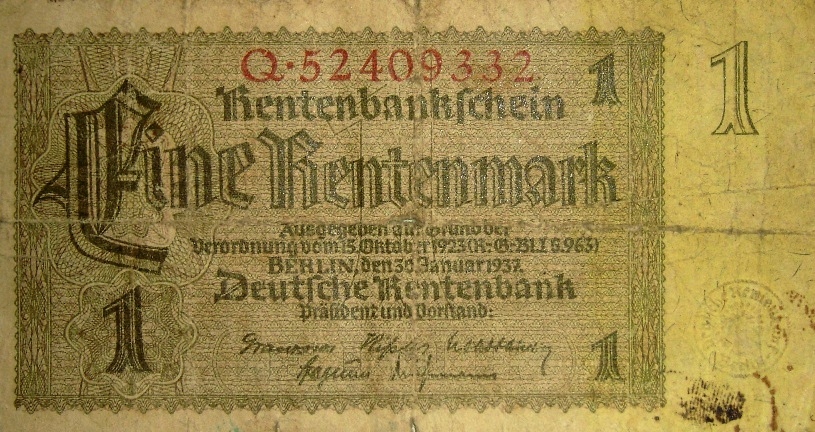 Q·52409332
1 1
Rentenbankschein
Eine Rentenmark
Ausgegeben auf Grund der
Verordnung vom 15. Oktober 1923 (R.-G.-Bl. I S. 963)
BERLIN, den 30. Januar 1937
Deutsche Rentenbank
Präsident und Vorstand:
1 1